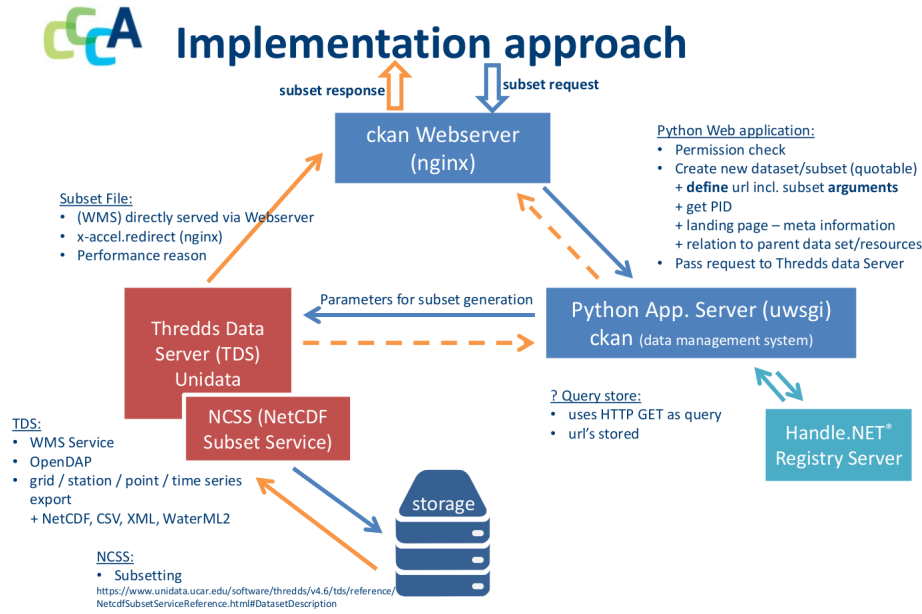 CCCA
Implementation approach
subset response
subset request
ckan Webserver
(nginx)
Python Web application:
• Permission check
• Create new dataset/subset (quotable)
+ define url incl. subset arguments
+ get PID
+ landing page – meta information
+ relation to parent data set/resources
• Pass request to Thredds data Server
Subset File:
• (WMS) directly served via Webserver
• x-accel.redirect (nginx)
• Performance reason
Parameters for subset generation
Thredds Data
Server (TDS)
Unidata
Python App. Server (uwsgi)
ckan (data management system)
NCSS (NetCDF
Subset Service)
? Query store:
• uses HTTP GET as query
• url's stored
Handle.NET®
Registry Server
TDS:
• WMS Service
• OpenDAP
• grid / station / point / time series
export
+ NetCDF, CSV, XML, WaterML2
storage
NCSS:
• Subsetting
https://www.unidata.ucar.edu/software/thredds/v4.6/tds/reference/
NetcdfSubsetServiceReference.html#DatasetDescription